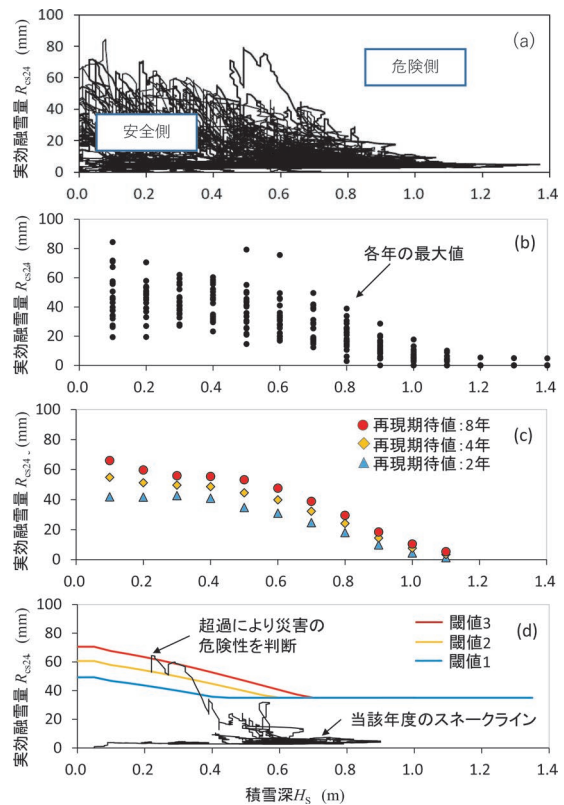 (a)
実効融雪量 Rcs24 (mm)
100
80
60
40
20
0
危険側
安全側
0.0 0.2 0.4 0.6 0.8 1.0 1.2 1.4
(b)
実効融雪量 Rcs24 (mm)
100
80
60
40
20
0
各年の最大値
0.0 0.2 0.4 0.6 0.8 1.0 1.2 1.4
(c)
実効融雪量 Rcs24 - (mm)
100
80
60
40
20
0
再現期待値:8年
再現期待値:4年
再現期待値:2年
0.0 0.2 0.4 0.6 0.8 1.0 1.2 1.4
(d)
実効融雪量 Rcs24 (mm)
100
80
60
40
20
0
超過により災害の
危険性を判断
閾値3
閾値2
閾値1
当該年度のスネークライン
0.0 0.2 0.4 0.6 0.8 1.0 1.2 1.4
積雪深HS (m)